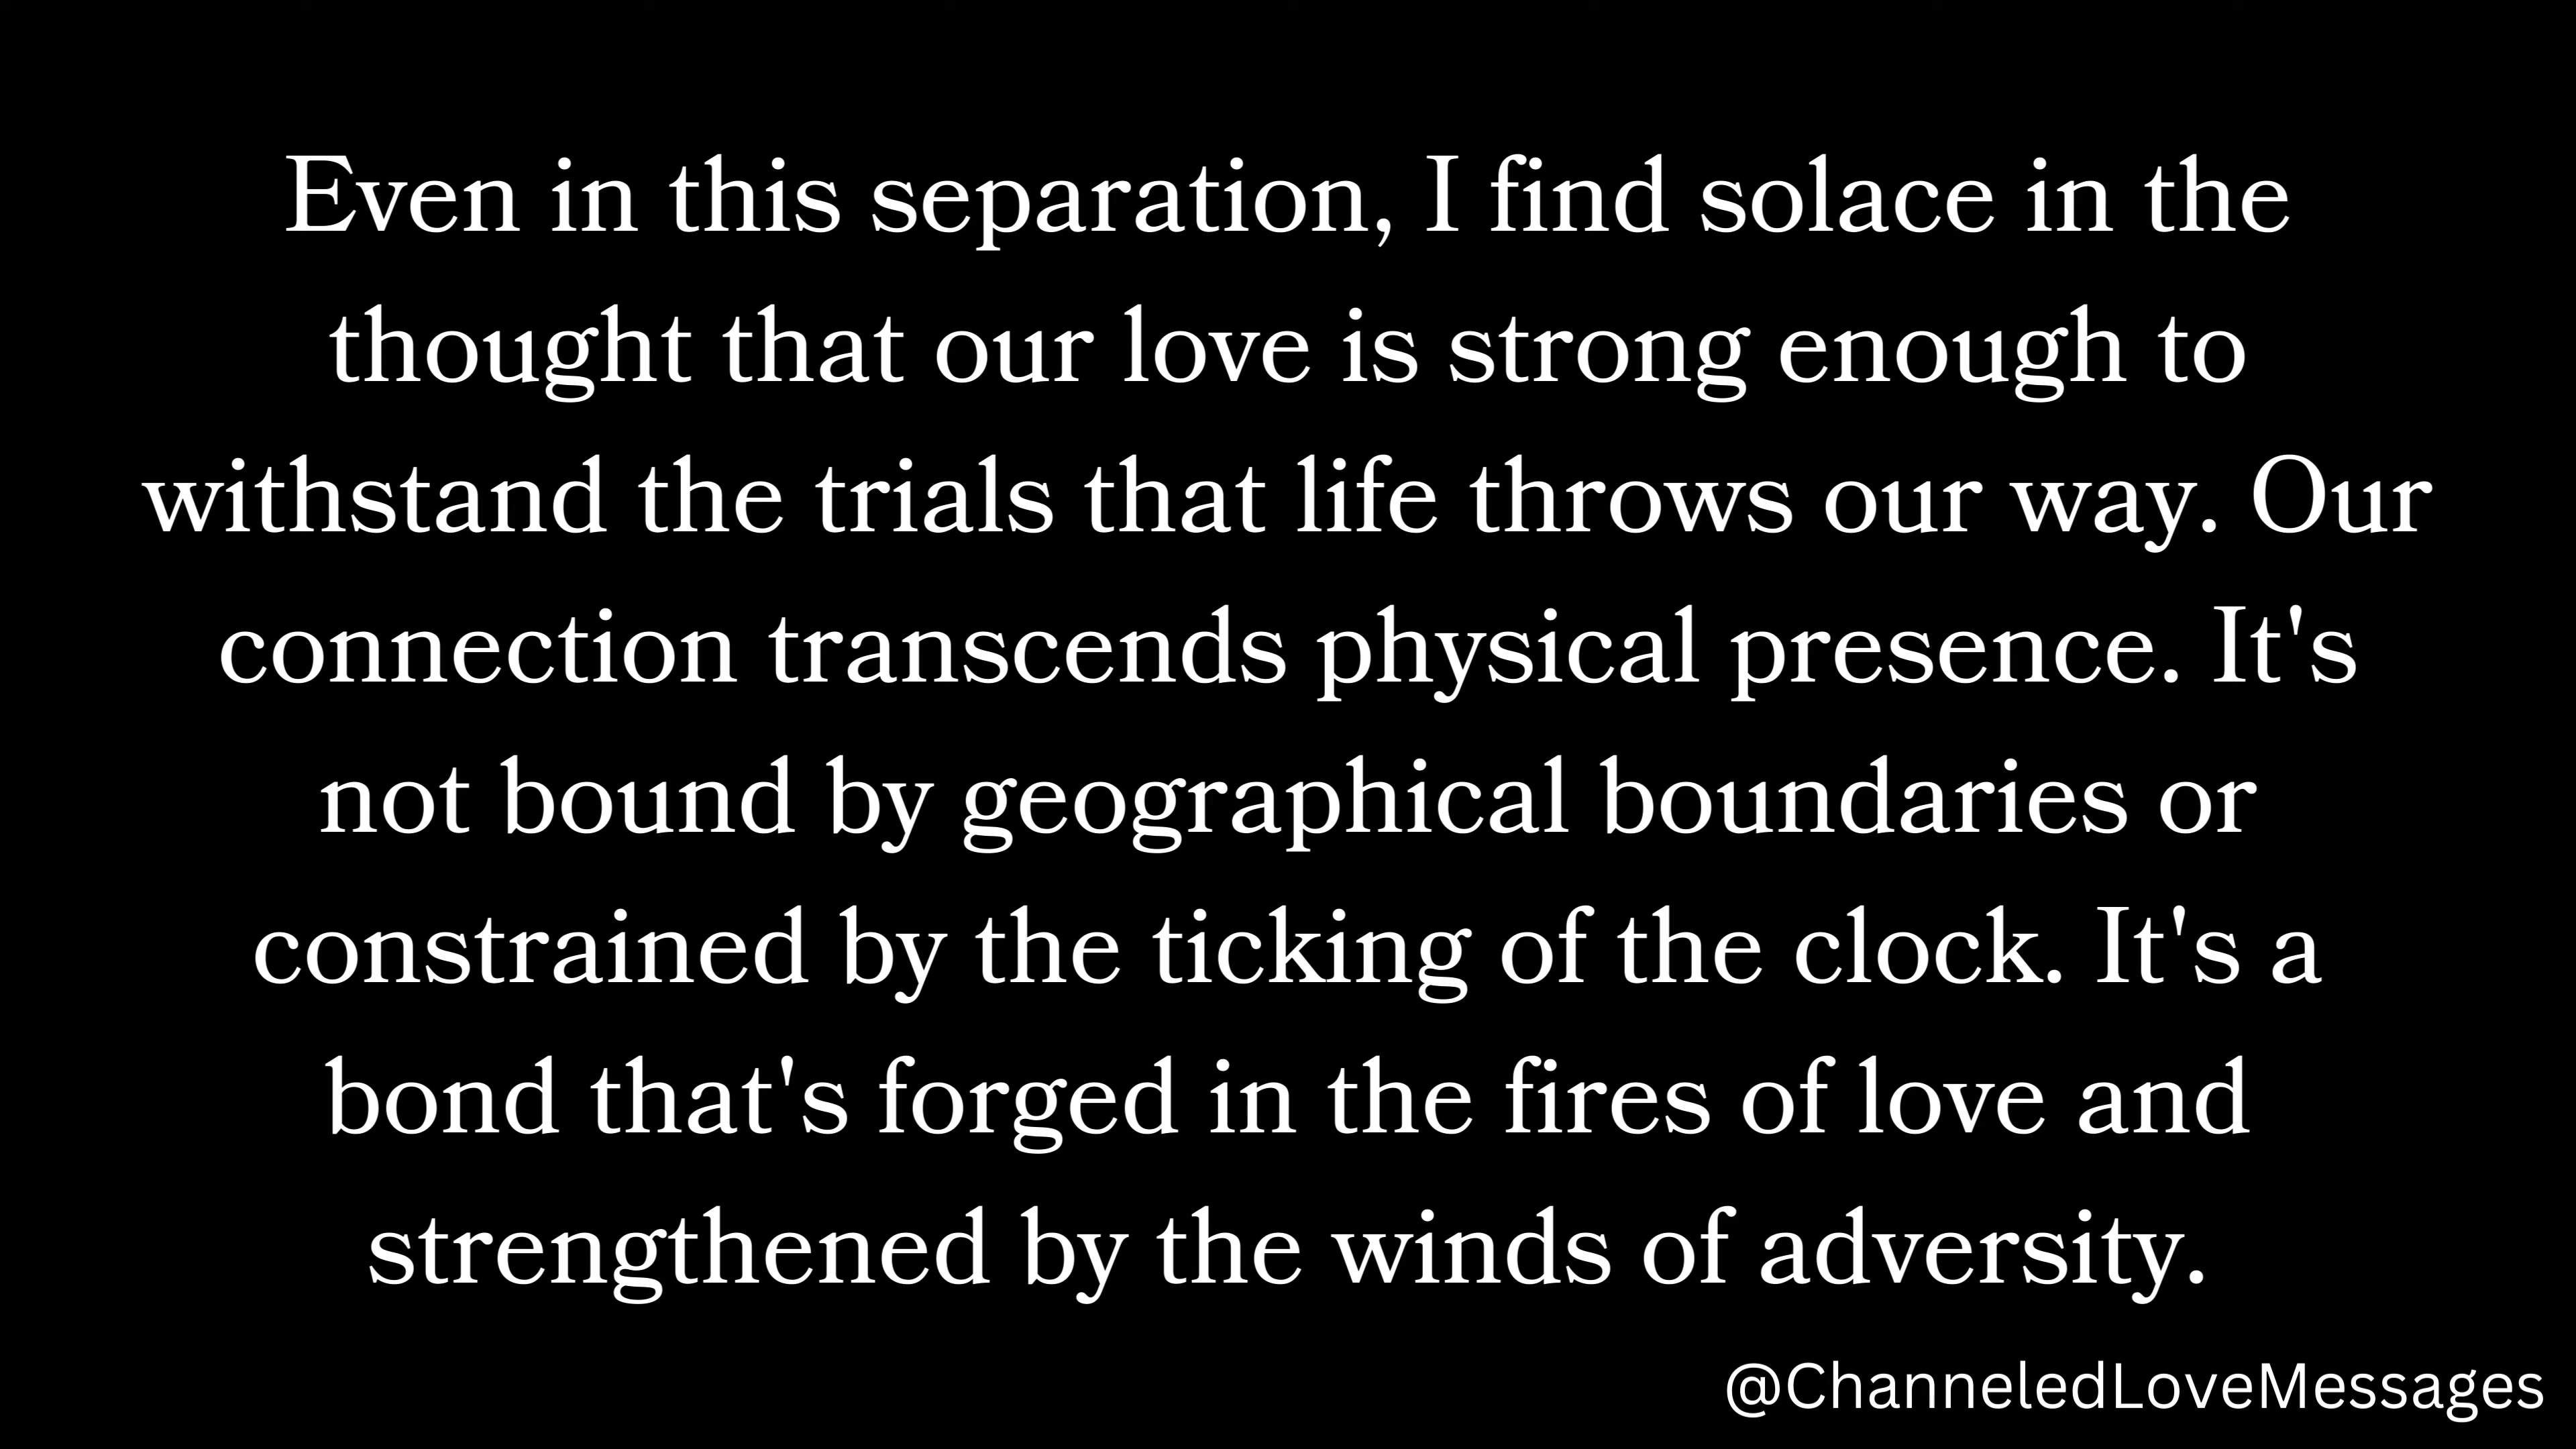 Even in this separation, I find solace in the
thought that our love is strong enough to
withstand the trials that life throws our way. Our
connection transcends physical presence. It's
not bound by geographical boundaries or
constrained by the ticking of the clock. It's a
bond that's forged in the fires of love and
strengthened by the winds of adversity.
@ChanneledLoveMessages